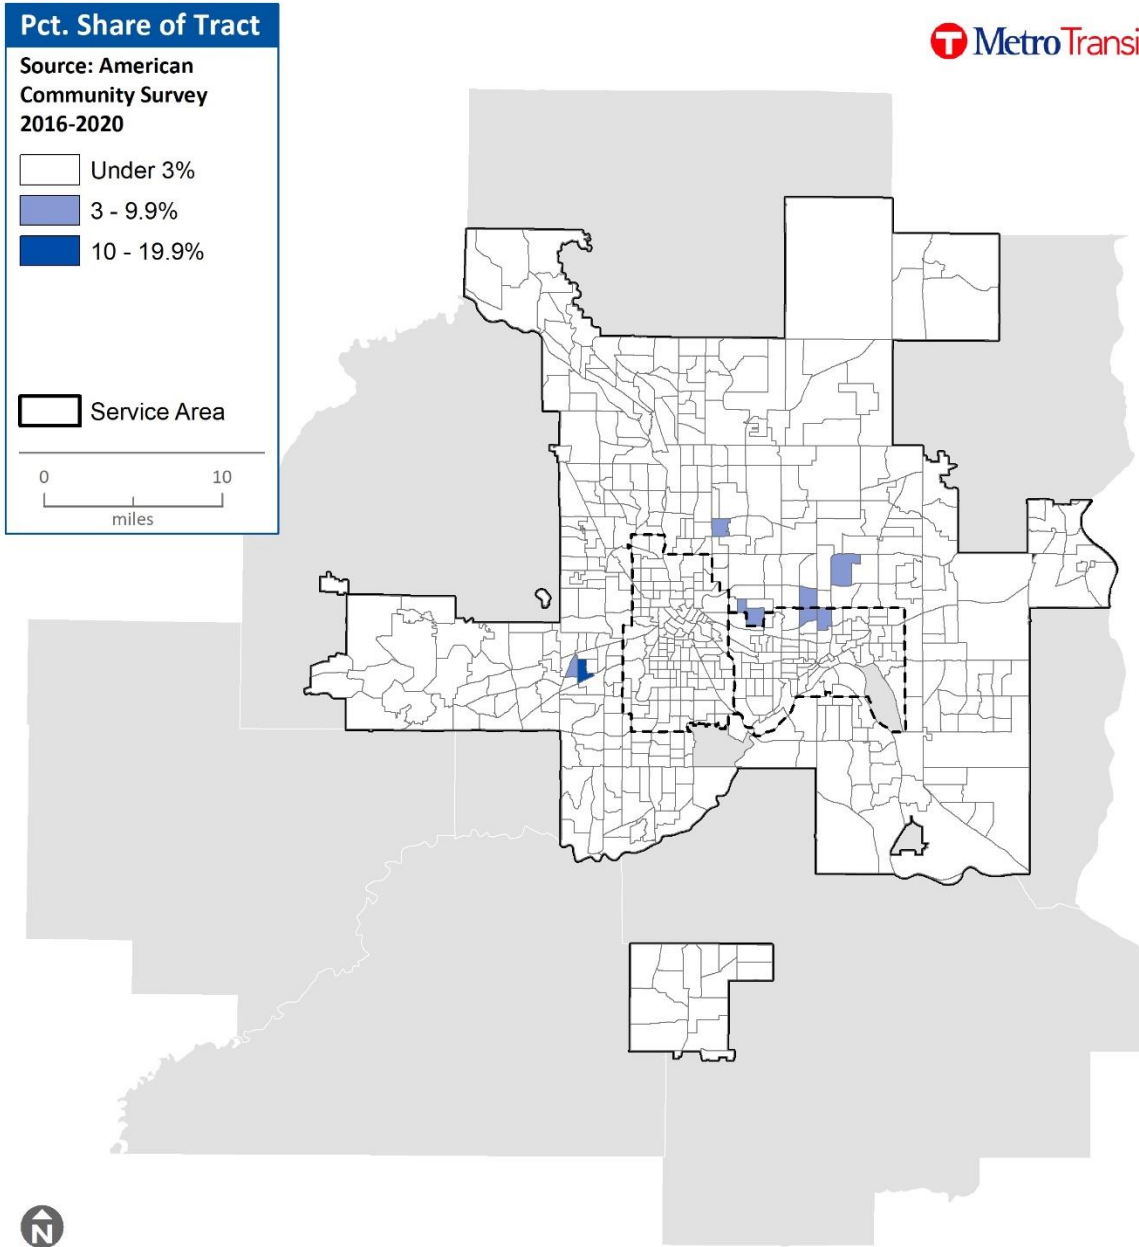 Pct. Share of Tract
MetroTransi
Source: American
Community Survey
2016-2020
Under 3%
3 - 9.9%
10 - 19.9%
Service Area
0 10
miles
N